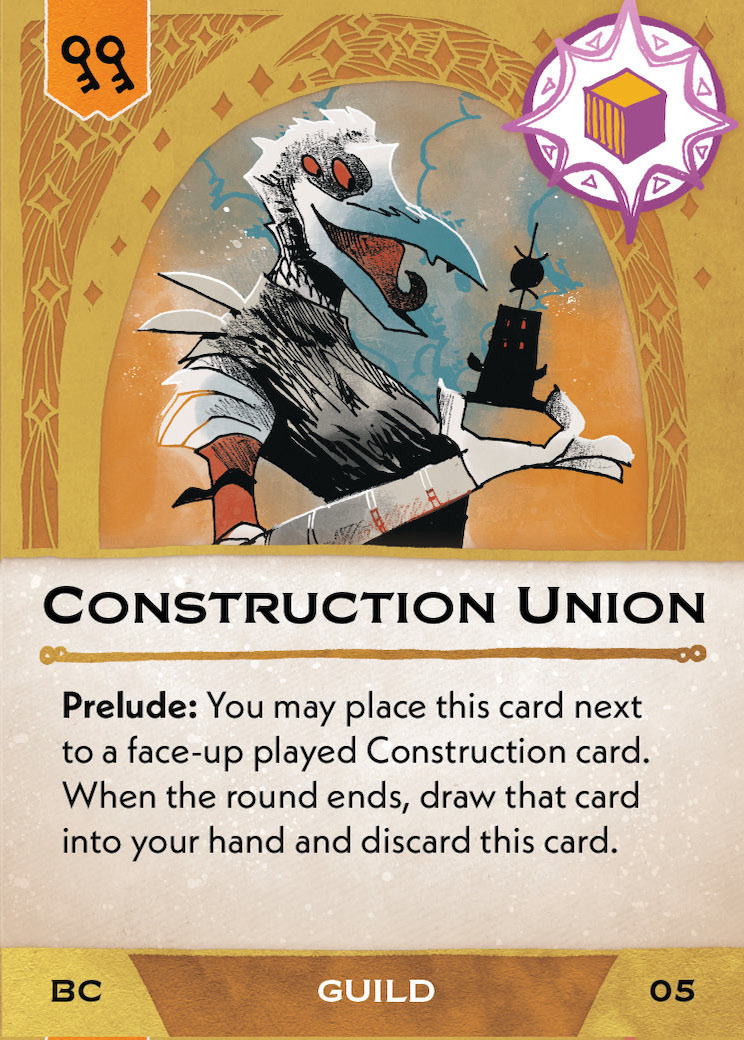 Construction Union
Prelude: You may place this card next
to a face-up played Construction card.
When the round ends, draw that card
into your hand and discard this card.
BC
GUILD
05